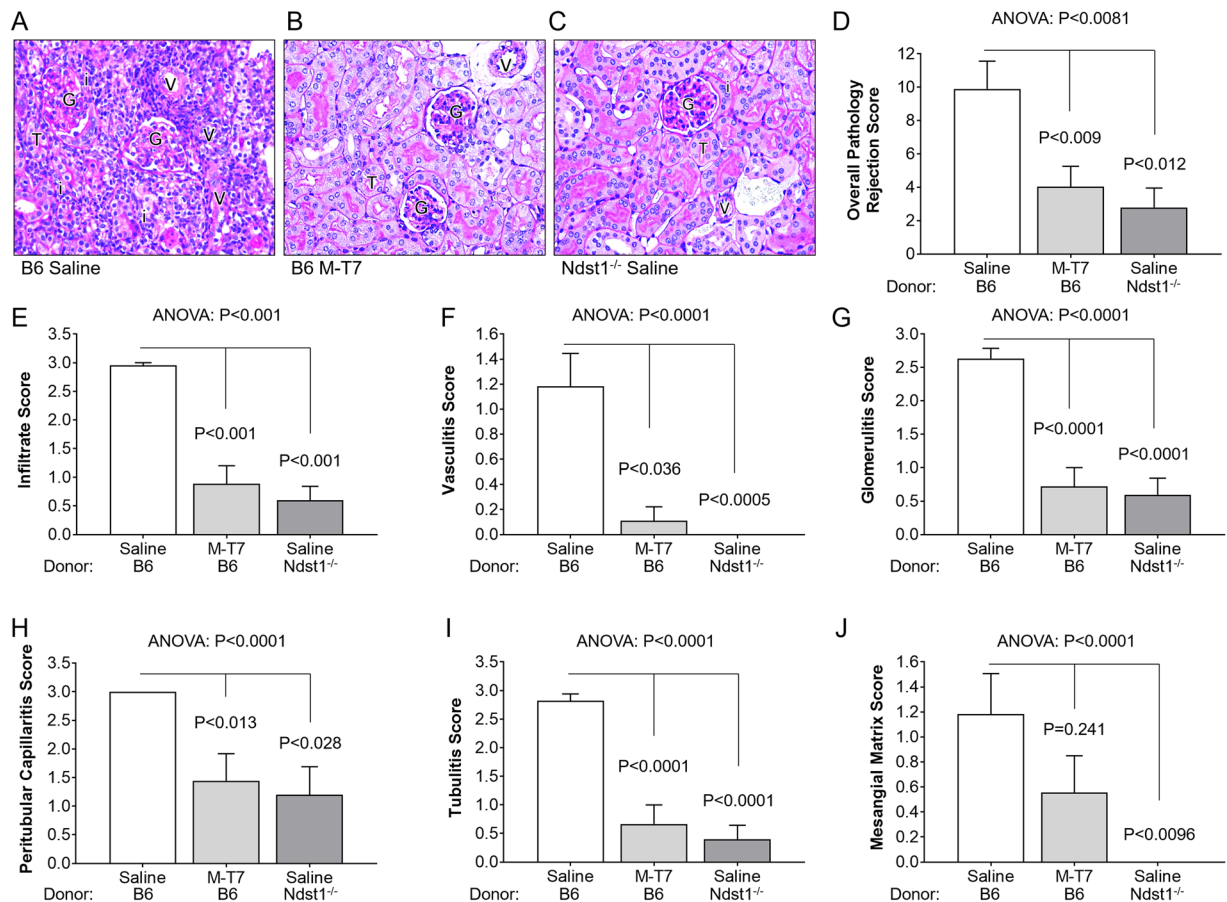 A
i
V
G
G
T
V
i
i
V
B6 Saline
B
V
G
T
G
B6 M-T7
C
i
G
T
V
Ndst1-/- Saline
D
ANOVA: P<0.0081
Overall Pathology
Rejection Score
12
10
8
6
4
2
0
P<0.009
P<0.012
Saline M-T7 Saline
Donor: B6 B6 Ndst1-/-
E
ANOVA: P<0.001
Infiltrate Score
3.5
3.0
2.5
2.0
1.5
1.0
0.5
0.0
P<0.001
P<0.001
Saline M-T7 Saline
Donor: B6 B6 Ndst1-/-
F
ANOVA: P<0.0001
Vasculitis Score
1.6
1.4
1.2
1.0
0.8
0.6
0.4
0.2
0.0
P<0.036
P<0.0005
Saline M-T7 Saline
Donor: B6 B6 Ndst1-/-
G
ANOVA: P<0.0001
Glomerulitis Score
3.0
2.5
2.0
1.5
1.0
0.5
0.0
P<0.0001
P<0.0001
Saline M-T7 Saline
Donor: B6 B6 Ndst1-/-
H
ANOVA: P<0.0001
Peritubular Capillaritis Score
3.5
3.0
2.5
2.0
1.5
1.0
0.5
0.0
P<0.013
P<0.028
Saline M-T7 Saline
Donor: B6 B6 Ndst1-/-
I
ANOVA: P<0.0001
Tubulitis Score
3.5
3.0
2.5
2.0
1.5
1.0
0.5
0.0
P<0.0001
P<0.0001
Saline M-T7 Saline
Donor: B6 B6 Ndst1-/-
J
ANOVA: P<0.0001
Mesangial Matrix Score
1.6
1.4
1.2
1.0
0.8
0.6
0.4
0.2
0.0
P=0.241
P<0.0096
Saline M-T7 Saline
Donor: B6 B6 Ndst1-/-